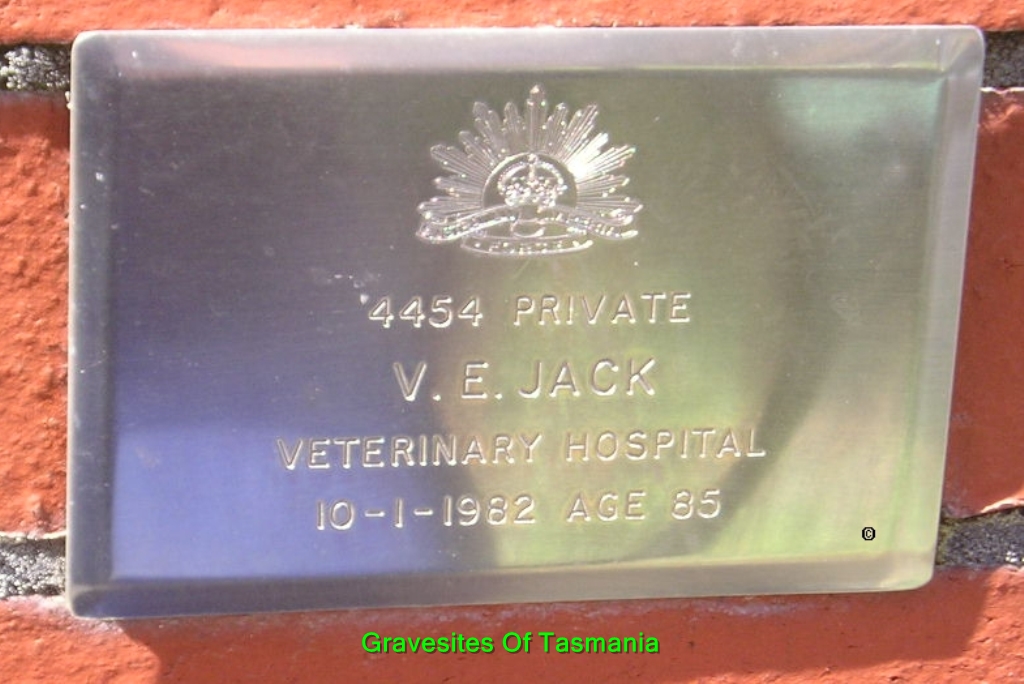 4454 PRIVATE
V. E. JACK
VETERINARY HOSPITAL
10-1-1982 AGE 85
©
Gravesites Of Tasmania